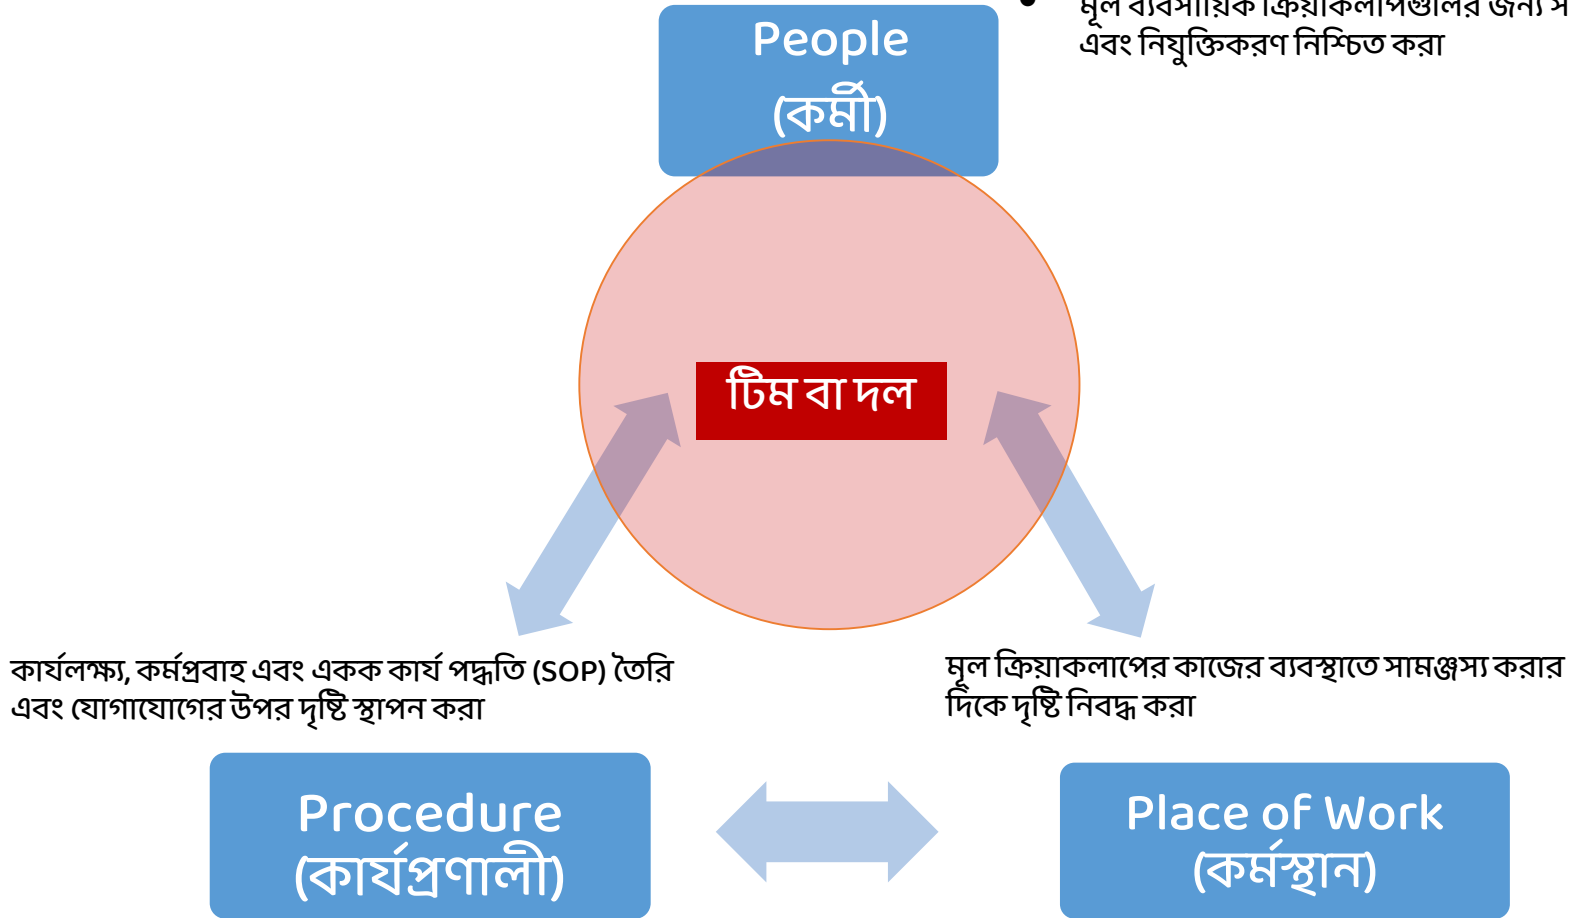 মূল ব্যবসায়িক ক্রিয়াকলাপগুলির জন্য
এবং নিযুক্তিকরণ নিশ্চিত করা
People
(কর্মী)
টিম বা দল
কার্যলক্ষ্য, কর্মপ্রবাহ এবং একক কার্য পদ্ধতি (SOP) তৈরি
এবং যোগাযোগের উপর দৃষ্টি স্থাপন করা
মূল ক্রিয়াকলাপের কাজের ব্যবস্থাতে সামঞ্জস্য করার
দিকে দৃষ্টি নিবদ্ধ করা
Procedure
(কার্যপ্রণালী)
Place of Work
(কর্মস্থান)